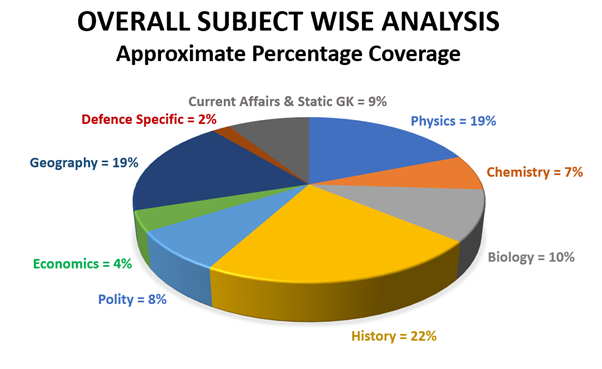 OVERALL SUBJECT WISE ANALYSIS
Approximate Percentage Coverage
Current Affairs & Static GK = 9%
Defence Specific = 2%
Physics = 19%
Geography = 19%
Chemistry = 7%
Biology = 10%
Economics = 4%
Polity = 8%
History = 22%